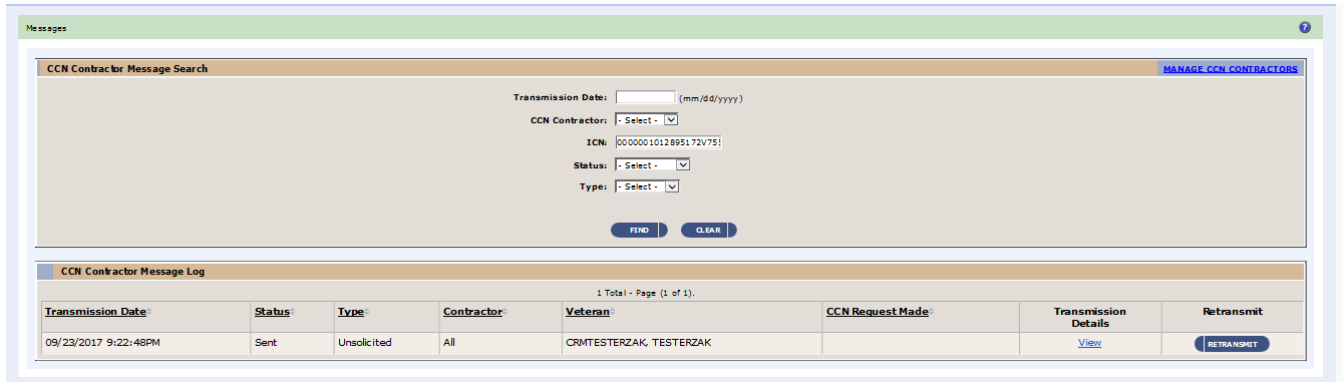 Messages
CCN Contractor Message Search
MANAGE CCN CONTRACTORS
Transmission Date: (mm/dd/yyyy)
CCN Contractor: - Select -
ICN: 0000001012895172V75
Status: - Select -
Type: - Select -
FIND CLEAR
CCN Contractor Message Log
1 Total - Page (1 of 1).
Transmission Date Status Type Contractor Veteran CCN Request Made Transmission Details Retransmit
09/23/2017 9:22:48PM Sent Unsolicited All CRMTESTERZAK, TESTERZAK View RETRANSMIT